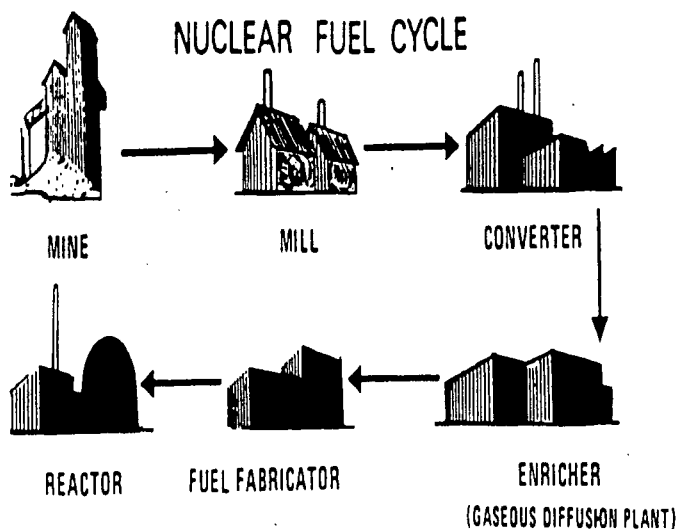 NUCLEAR FUEL CYCLE
MINE
MILL
CONVERTER
REACTOR
FUEL FABRICATOR
ENRICHER
(GASEOUS DIFFUSION PLANT)